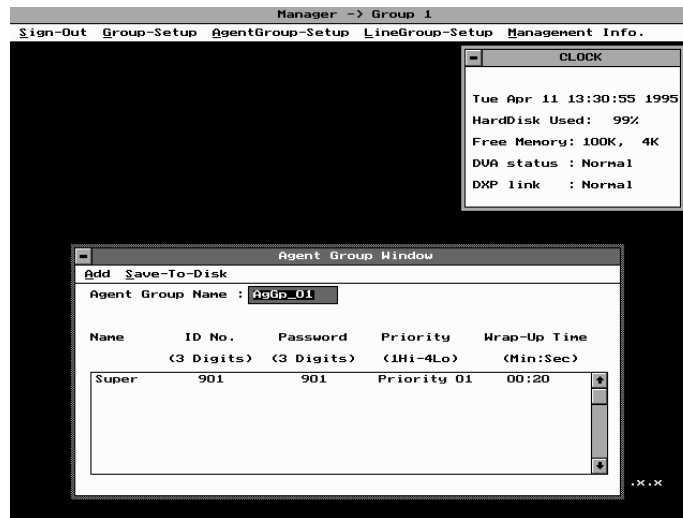 Manager -> Group 1
Sign-Out Group-Setup AgentGroup-Setup LineGroup-Setup Management Info.
CLOCK
Tue Apr 11 13:30:55 1995
HardDisk Used: 99%
Free Memory: 100K, 4K
DVA status : Normal
DXP link : Normal
Agent Group Window
Add Save-To-Disk
Agent Group Name : AgGp_01
Name ID No. Password Priority Wrap-Up Time
(3 Digits) (3 Digits) (1Hi-4Lo) (Min:Sec)
Super 901 901 Priority 01 00:20
.x.x